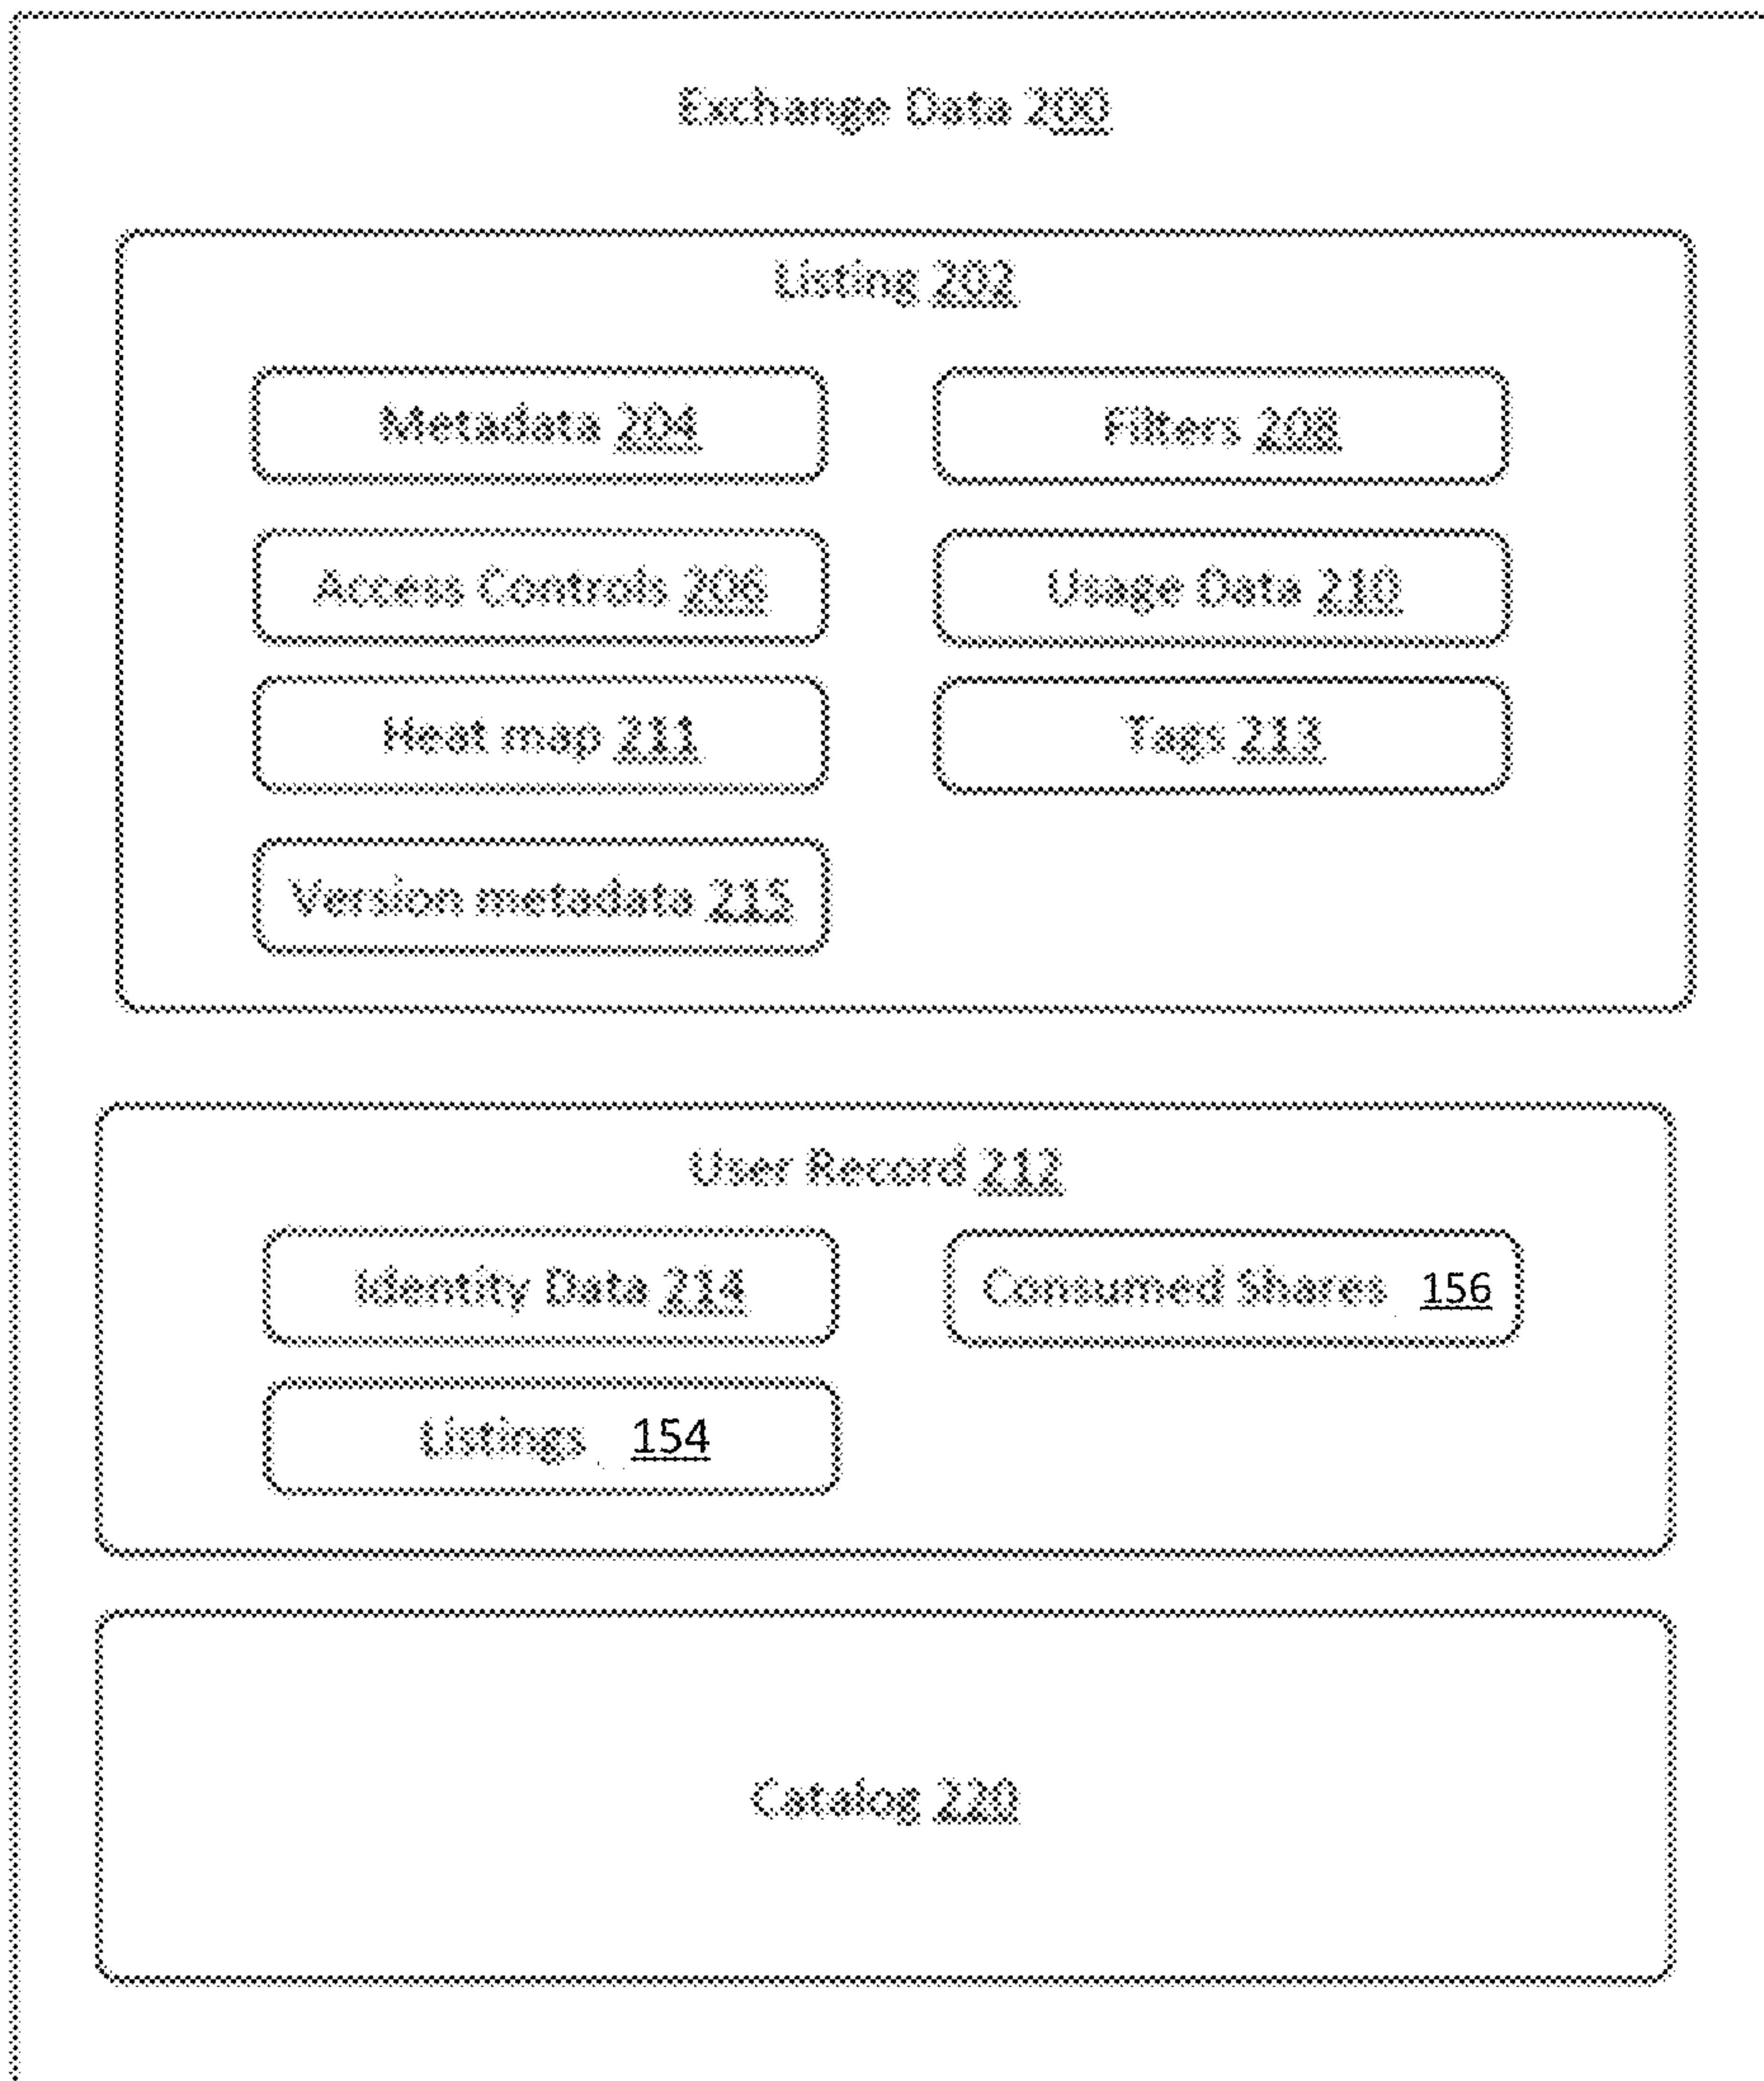 Exchange Data 200
Listing 202
Metadata 204
Filters 208
Access Controls 206
Usage Data 210
Heat map 211
Tags 213
Version metadata 215
User Record 212
Identity Data 214
Consumed Shares 156
Listings 154
Catalog 220